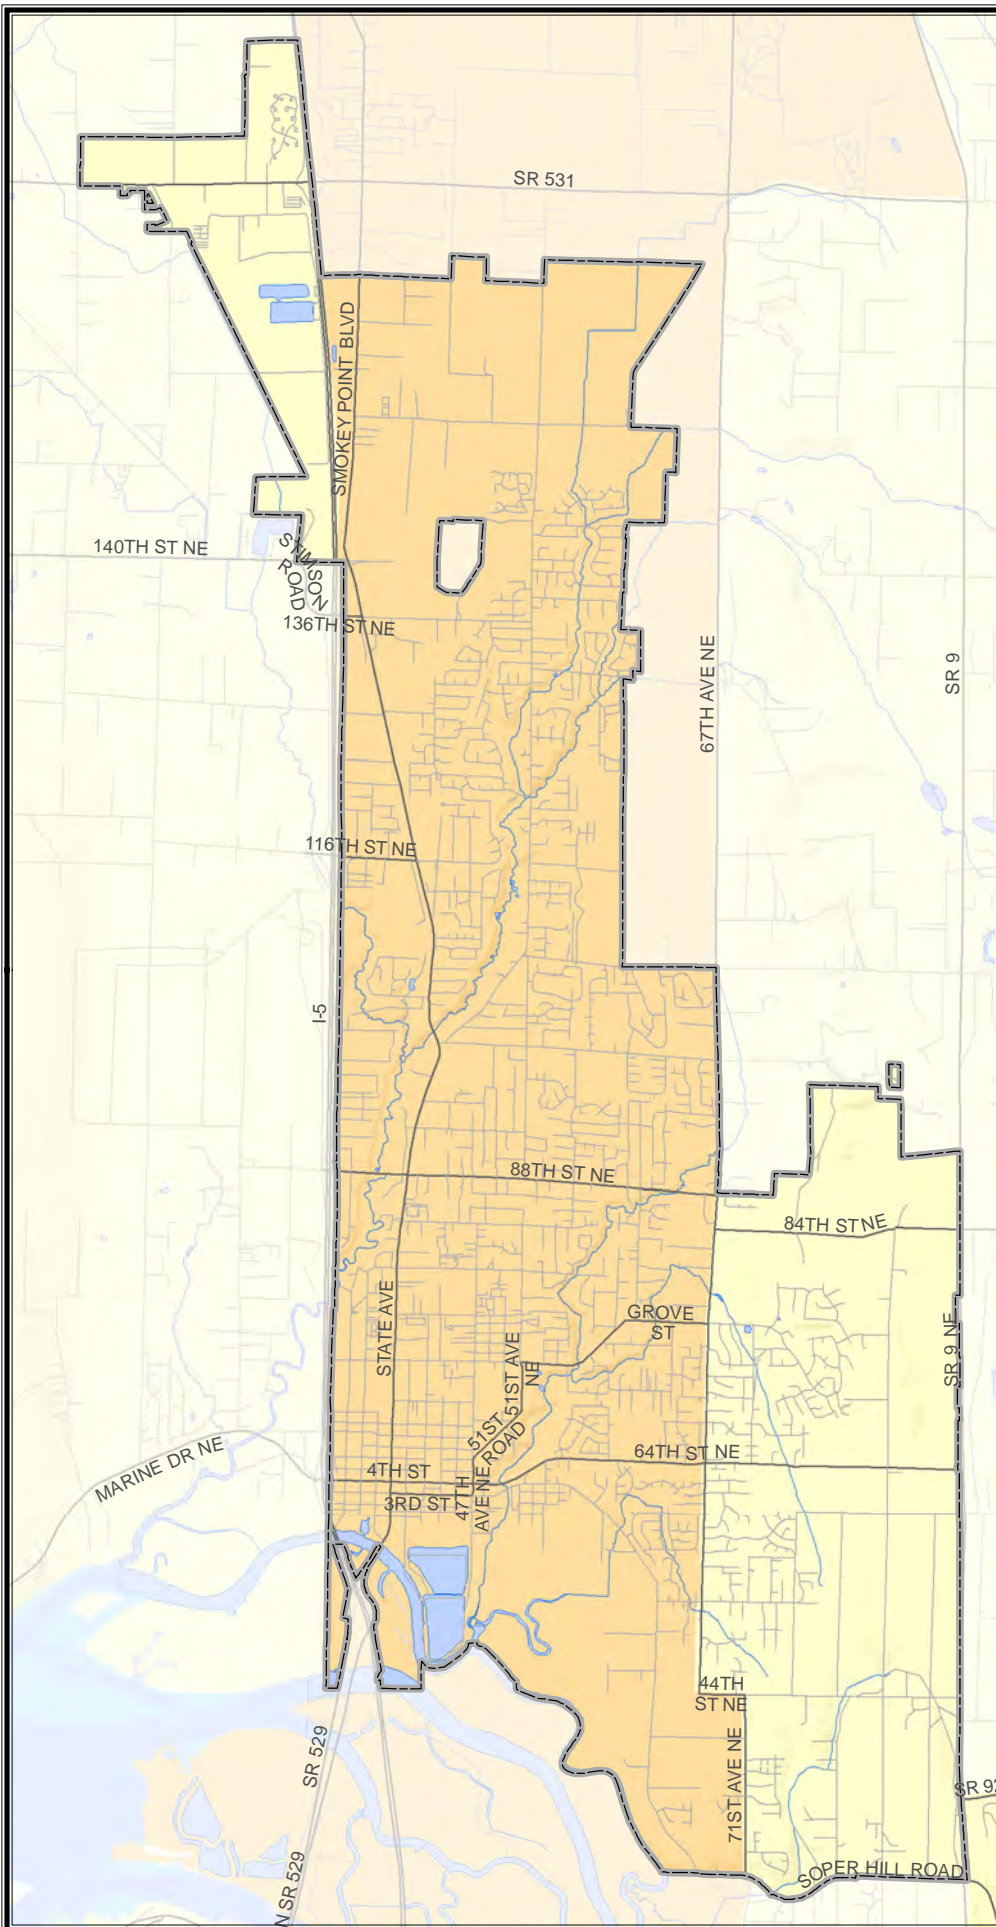 SR 531
SMOKEY POINT BLVD
140TH ST NE
STIMSON
ROAD
136TH ST NE
67TH AVE NE
SR 9
116TH ST NE
I-5
88TH ST NE
84TH ST NE
STATE AVE
GROVE
ST
51ST AVE
NE
SR 9 NE
51ST
ROAD
64TH ST NE
MARINE DR NE
4TH ST
3RD ST
47TH
AVE NE
44TH
ST NE
SR 529
71ST AVE NE
SR 92
SOPER HILL ROAD
N SR 529